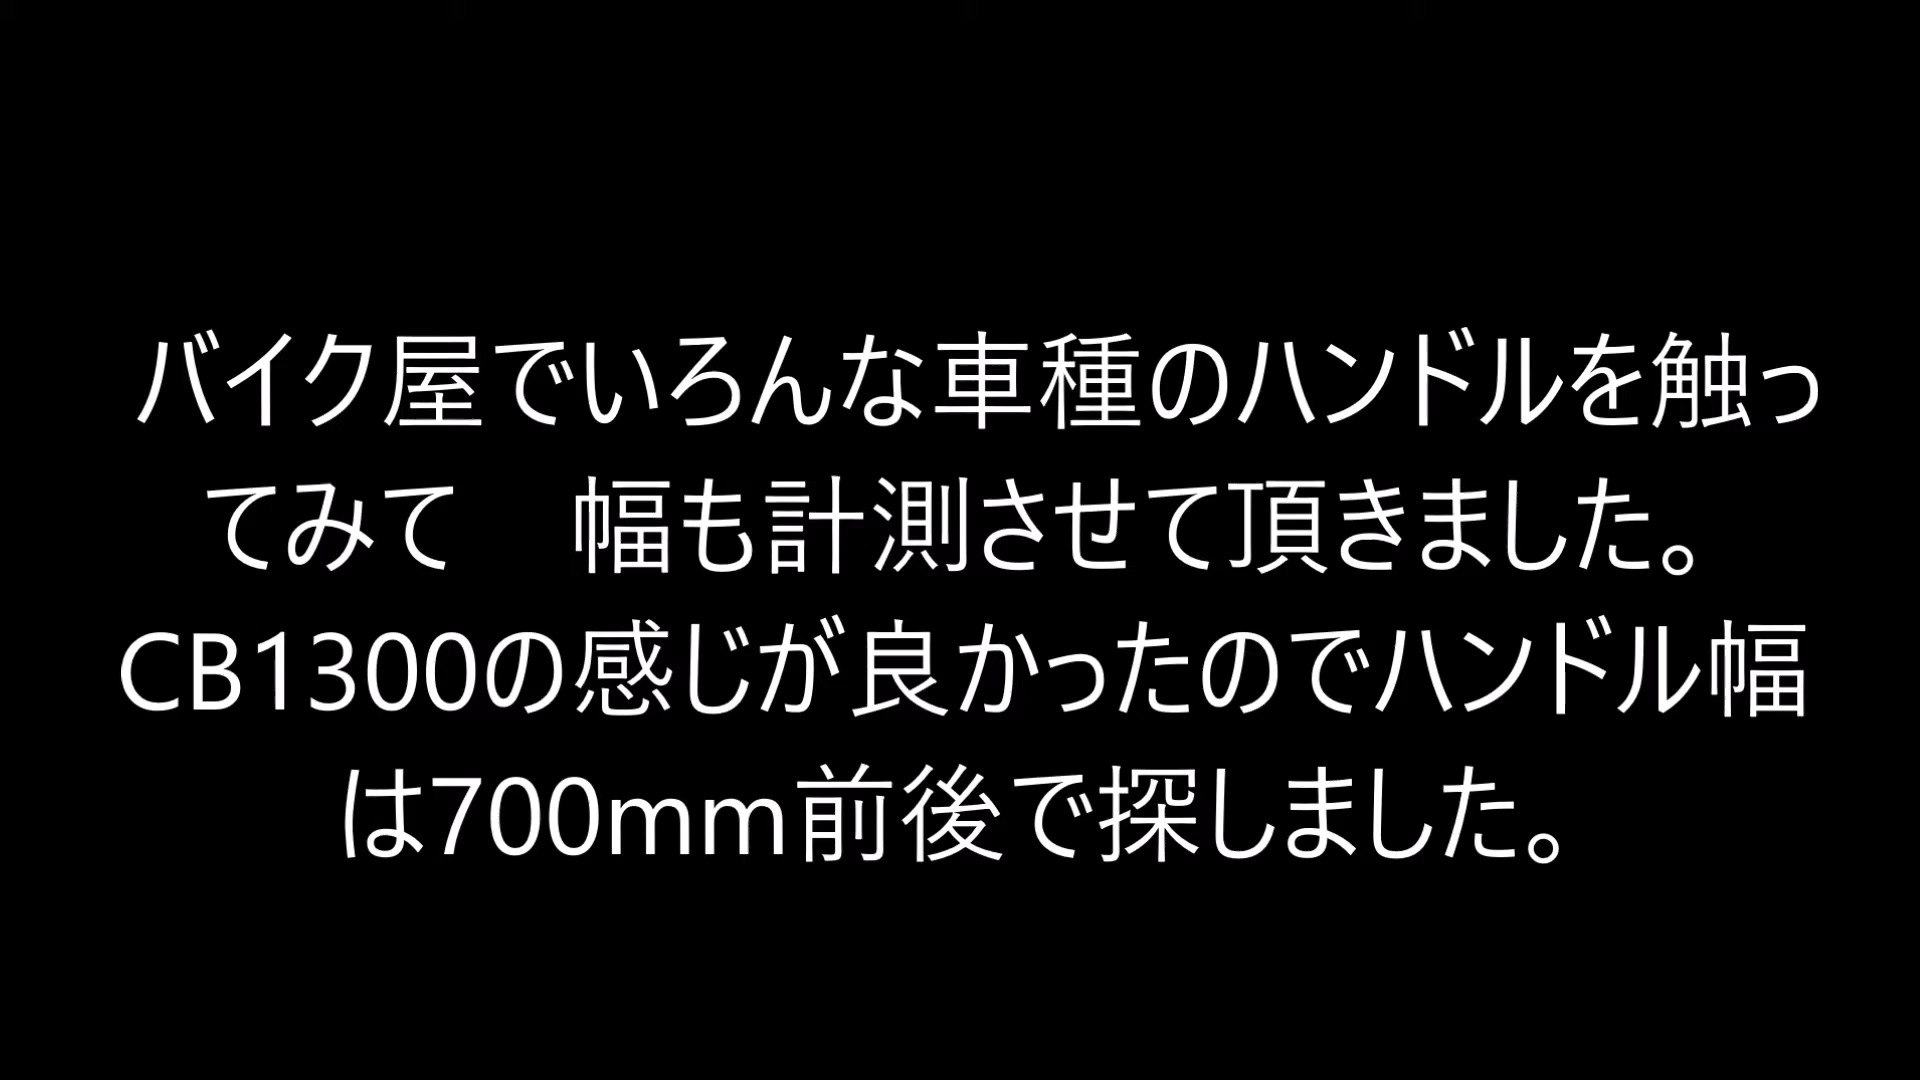 バイク屋でいろんな車種のハンドルを触っ
てみて　幅も計測させて頂きました。
CB1300の感じが良かったのでハンドル幅
は700mm前後で探しました。